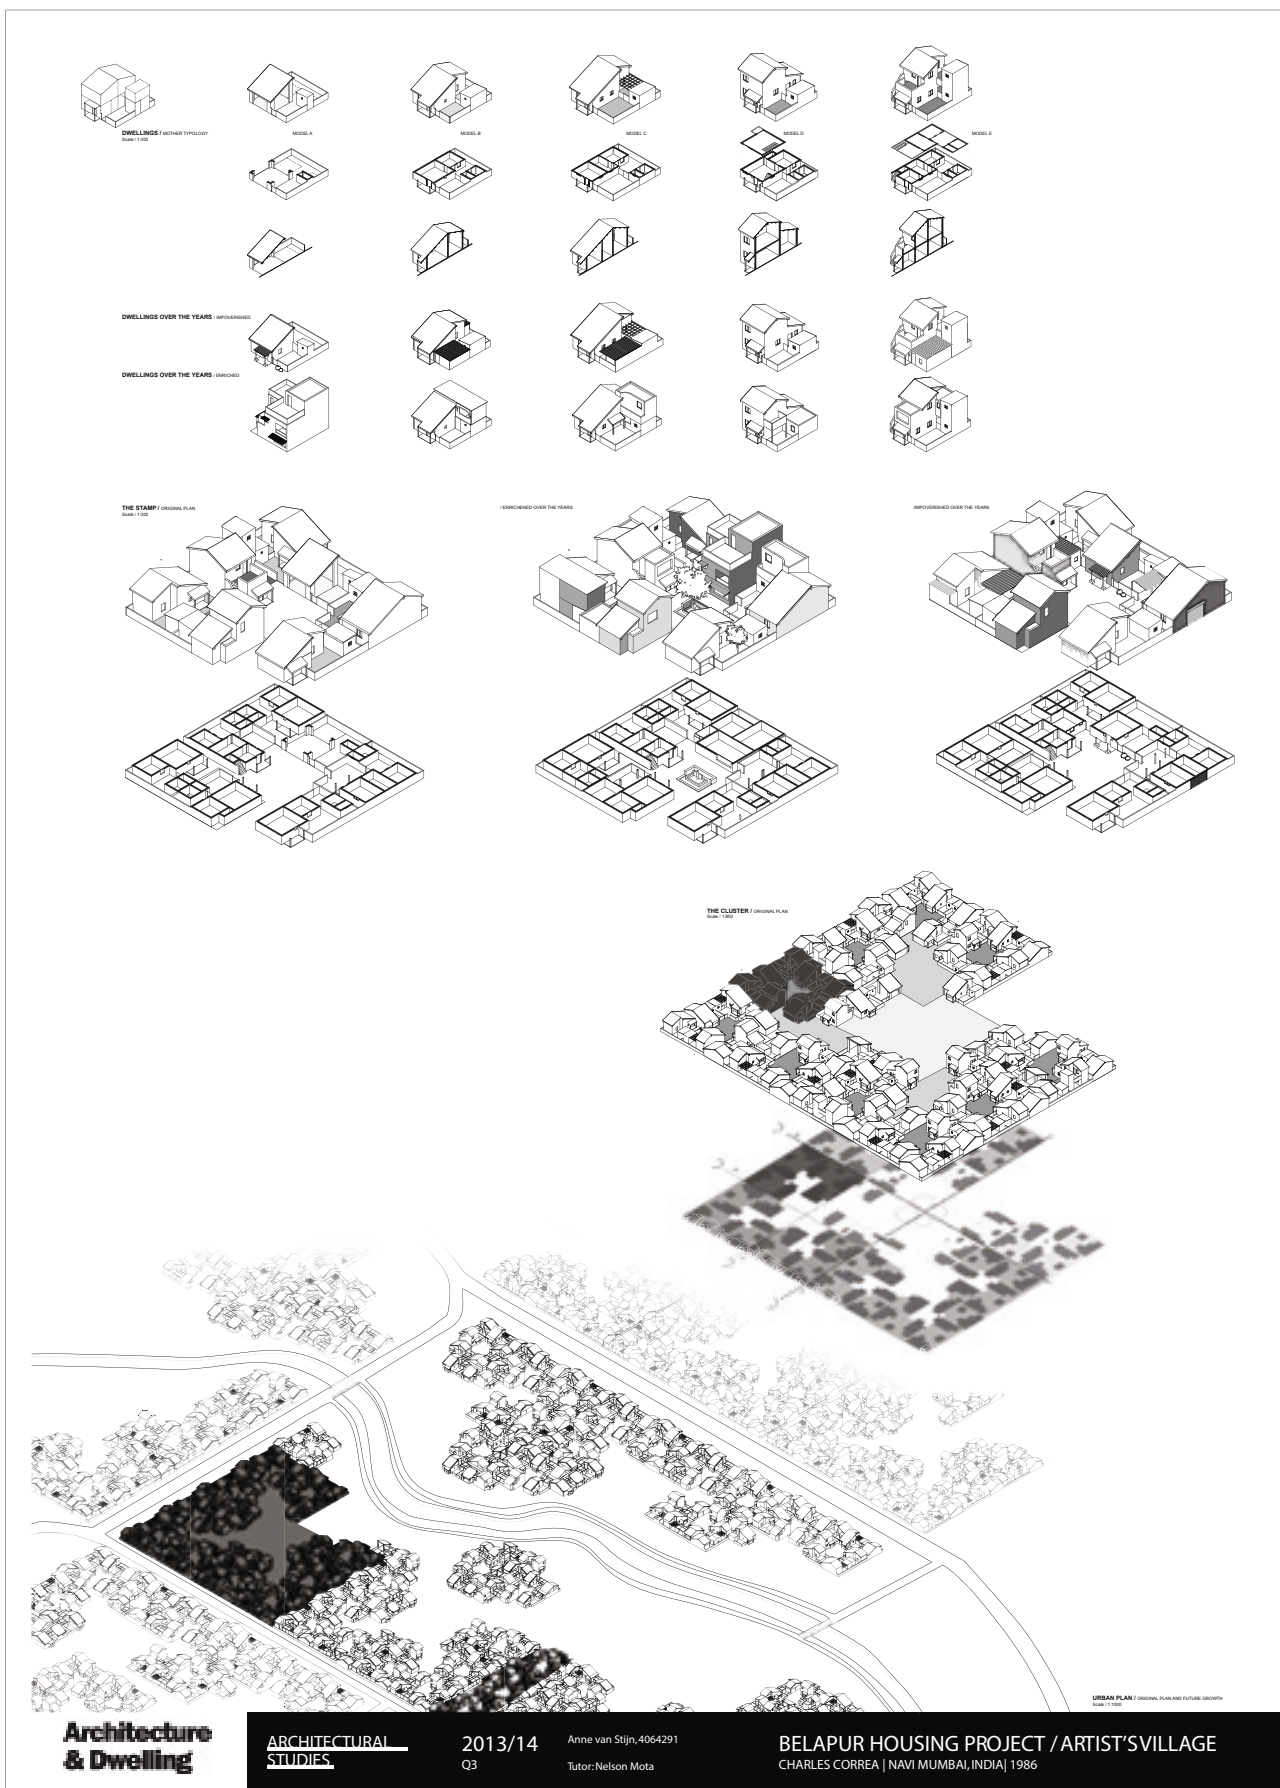 DWELLINGS / MOTHER TYPOLOGY
Scale / 1:300
MODEL A
MODEL B
MODEL C
MODEL D
MODEL E
DWELLINGS OVER THE YEARS / IMPOVERISHED
DWELLINGS OVER THE YEARS / ENRICHED
THE STAMP / ORIGINAL PLAN
Scale / 1:300
/ ENRICHENED OVER THE YEARS
/IMPOVERISHED OVER THE YEARS
THE CLUSTER / ORIGINAL PLAN
Scale / 1:600
URBAN PLAN / ORIGINAL PLAN AND FUTURE GROWTH
Scale / 1:1000
Architecture
& Dwelling
ARCHITECTURAL
STUDIES
2013/14
Q3
Anne van Stijn,4064291
Tutor:Nelson Mota
BELAPUR HOUSING PROJECT / ARTIST'S VILLAGE
CHARLES CORREA | NAVI MUMBAI, INDIA| 1986